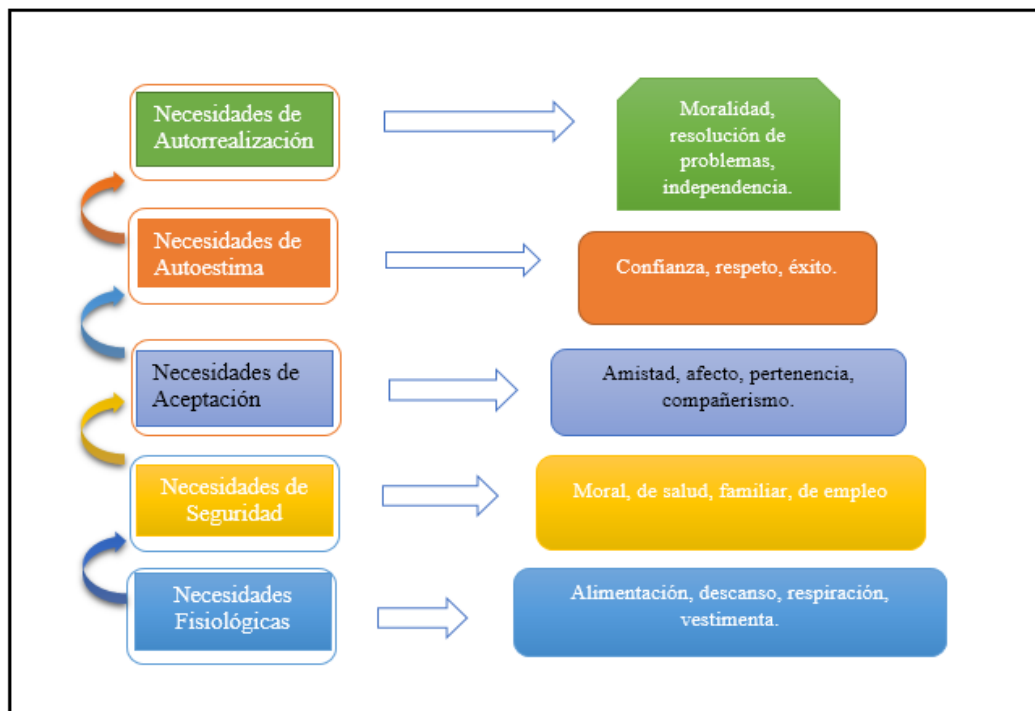 Necesidades de
Autorrealización
Moralidad,
resolución de
problemas,
independencia.
Necesidades de
Autoestima
Confianza, respeto, éxito.
Necesidades de
Aceptación
Amistad, afecto, pertenencia,
compañerismo.
Necesidades de
Seguridad
Moral, de salud, familiar, de empleo
Necesidades
Fisiológicas
Alimentación, descanso, respiración,
vestimenta.